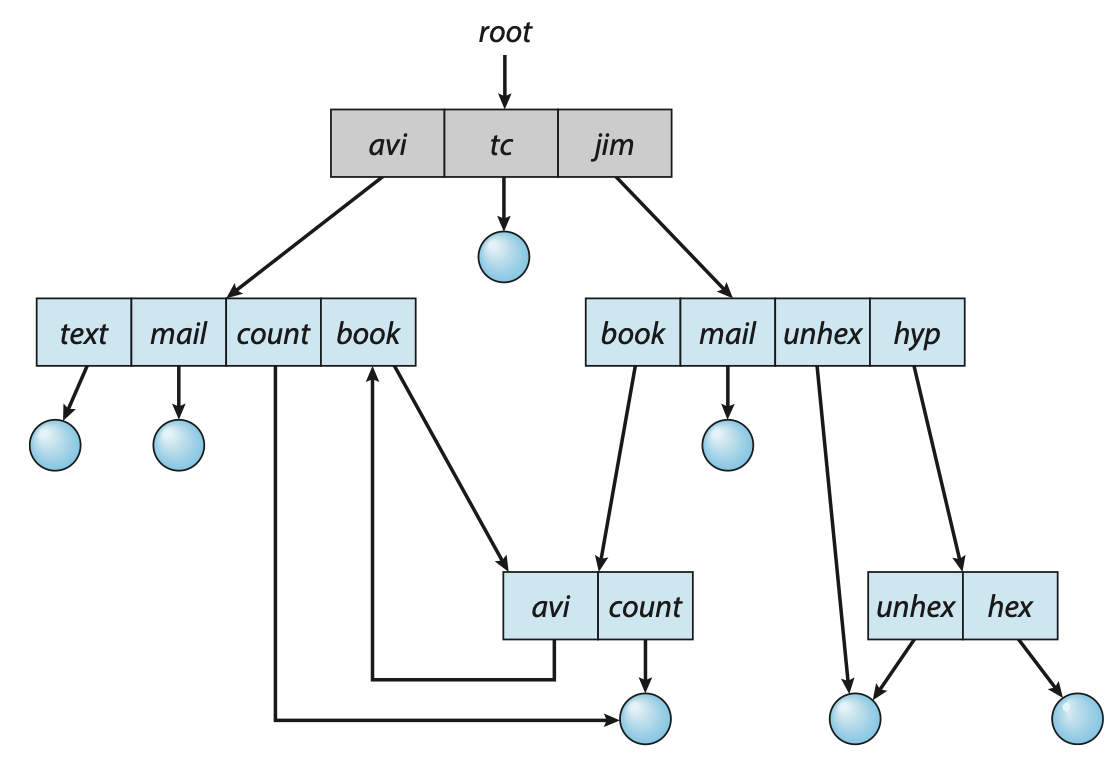 root
avi tc jim
text mail count book
book mail unhex hyp
avi count
unhex hex